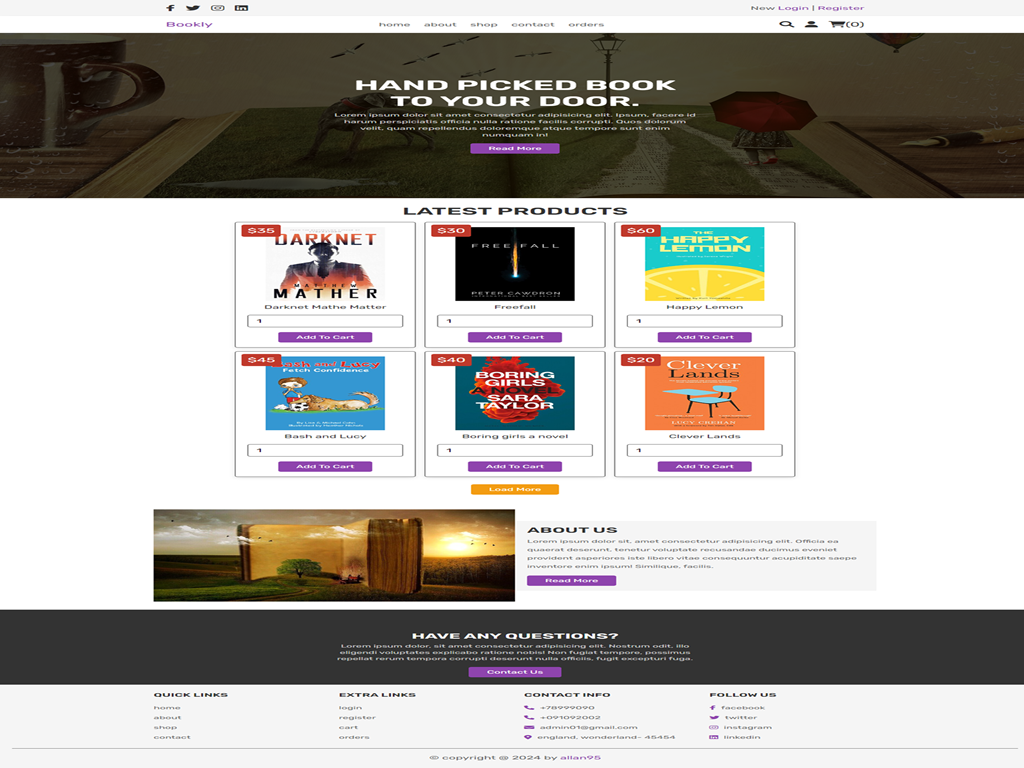 New Login | Register
Bookly
home about shop contact orders
(0)
HAND PICKED BOOK
TO YOUR DOOR.
Lorem ipsum dolor sit amet consectetur adipisicing elit. Ipsum, facere id
harum perspiciatis officia nulla ratione facilis corrupti. Quos dolorum
velit, quam repellendus doloremque atque tempore sunt enim
numquam in!
Read More
LATEST PRODUCTS
$35
DARKNET
MATTHEW
MATHER
Darknet Mathe Matter
1
Add To Cart
$30
FREE FALL
PETER CAWDRON
Freefall
1
Add To Cart
$60
THE
HAPPY
LEMON
Happy Lemon
1
Add To Cart
$45
Bash and Lucy
Fetch Confidence
Bash and Lucy
1
Add To Cart
$40
BORING
GIRLS
A NOVEL
SARA
TAYLOR
Boring girls a novel
1
Add To Cart
$20
Clever
Lands
LUCY CREHAN
Clever Lands
1
Add To Cart
Load More
ABOUT US
Lorem ipsum dolor sit, amet consectetur adipisicing elit. Officia ea
quaerat deserunt, tenetur voluptate recusandae ducimus eveniet
provident asperiores iste libero vitae consequuntur acupiditate saepe
inventore enim ipsum! Similique, facilis.
Read More
HAVE ANY QUESTIONS?
Lorem ipsum dolor, sit amet consectetur adipisicing elit. Nostrum odit, illo
eligendi voluptates explicabo ratione nobis! Non fugiat tempore, possimus
repellat rerum tempora corrupti deserunt nulla officiis, fugit excepturi fuga.
Contact Us
QUICK LINKS
home
about
shop
contact
EXTRA LINKS
login
register
cart
orders
CONTACT INFO
+78999090
+091092002
admin01@gmail.com
england, wonderland- 45454
FOLLOW US
facebook
twitter
instagram
linkedin
© copyright @ 2024 by allan95